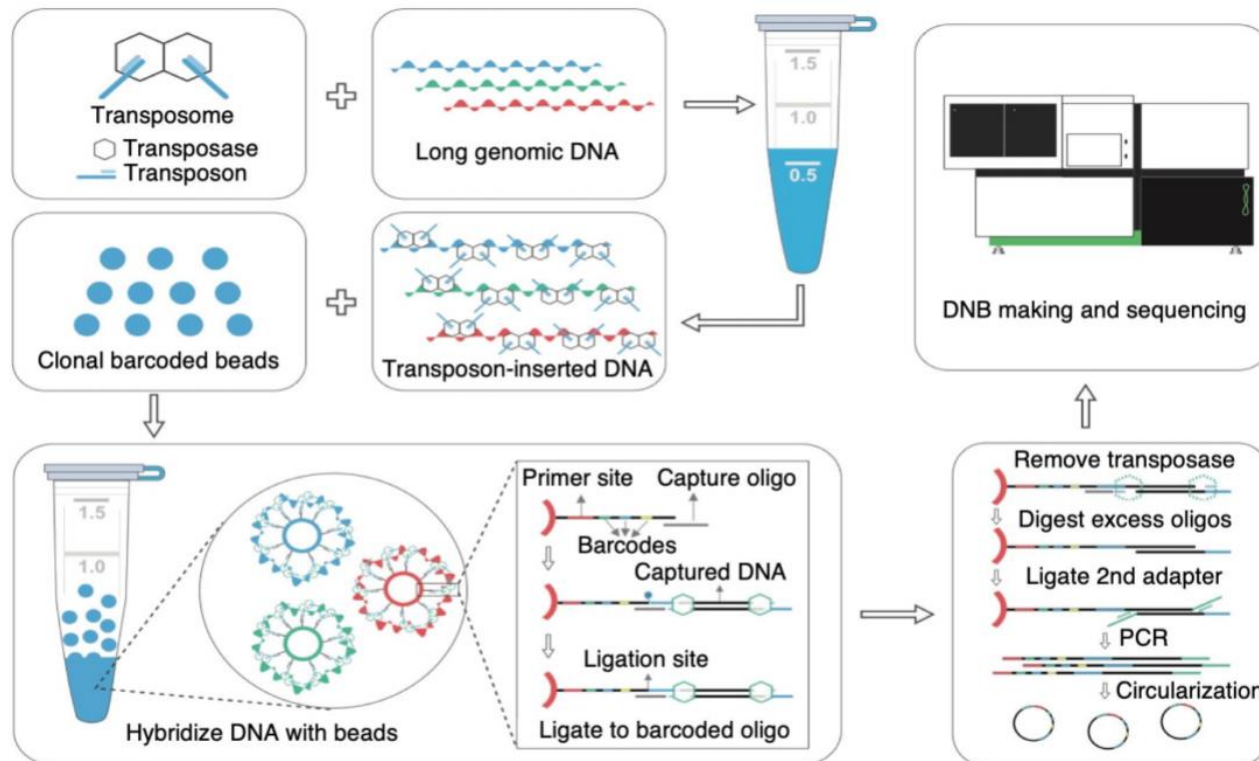 Transposome
Transposase
Transposon
Long genomic DNA
1.5
1.0
0.5
DNB making and sequencing
Clonal barcoded beads
Transposon-inserted DNA
1.5
1.0
Hybridize DNA with beads
Primer site
Capture oligo
Barcodes
Captured DNA
Ligation site
Ligate to barcoded oligo
Remove transposase
Digest excess oligos
Ligate 2nd adapter
PCR
Circularization